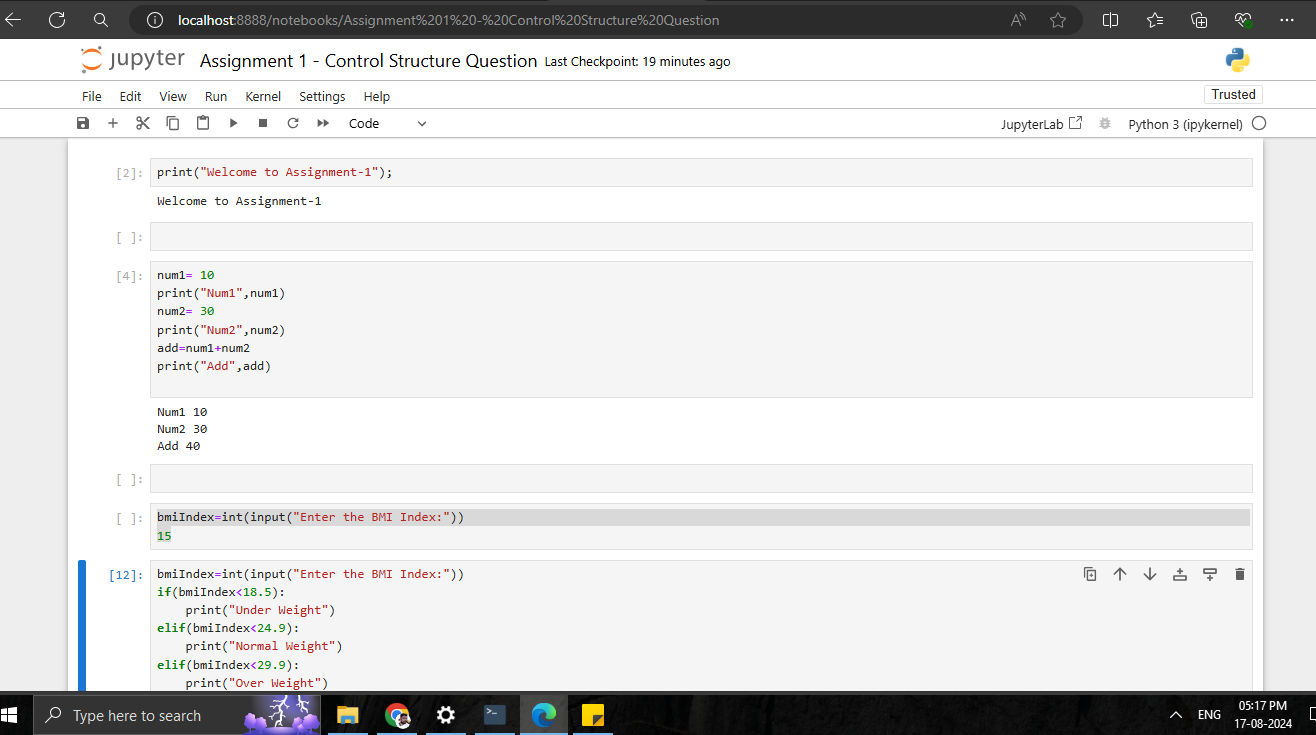 localhost:8888/notebooks/Assignment%201%20-%20Control%20Structure%20Question
jupyter Assignment 1 - Control Structure Question Last Checkpoint: 19 minutes ago
File Edit View Run Kernel Settings Help Trusted
Code JupyterLab Python 3 (ipykernel)
[2]: print("Welcome to Assignment-1");
Welcome to Assignment-1
[ ]:
[4]: num1= 10
print("Num1",num1)
num2= 30
print("Num2",num2)
add=num1+num2
print("Add",add)
Num1 10
Num2 30
Add 40
[ ]:
[ ]: bmiIndex=int(input("Enter the BMI Index:"))
15
[12]: bmiIndex=int(input("Enter the BMI Index:"))
if(bmiIndex<18.5):
    print("Under Weight")
elif(bmiIndex<24.9):
    print("Normal Weight")
elif(bmiIndex<29.9):
    print("Over Weight")
Type here to search
ENG
05:17 PM
17-08-2024